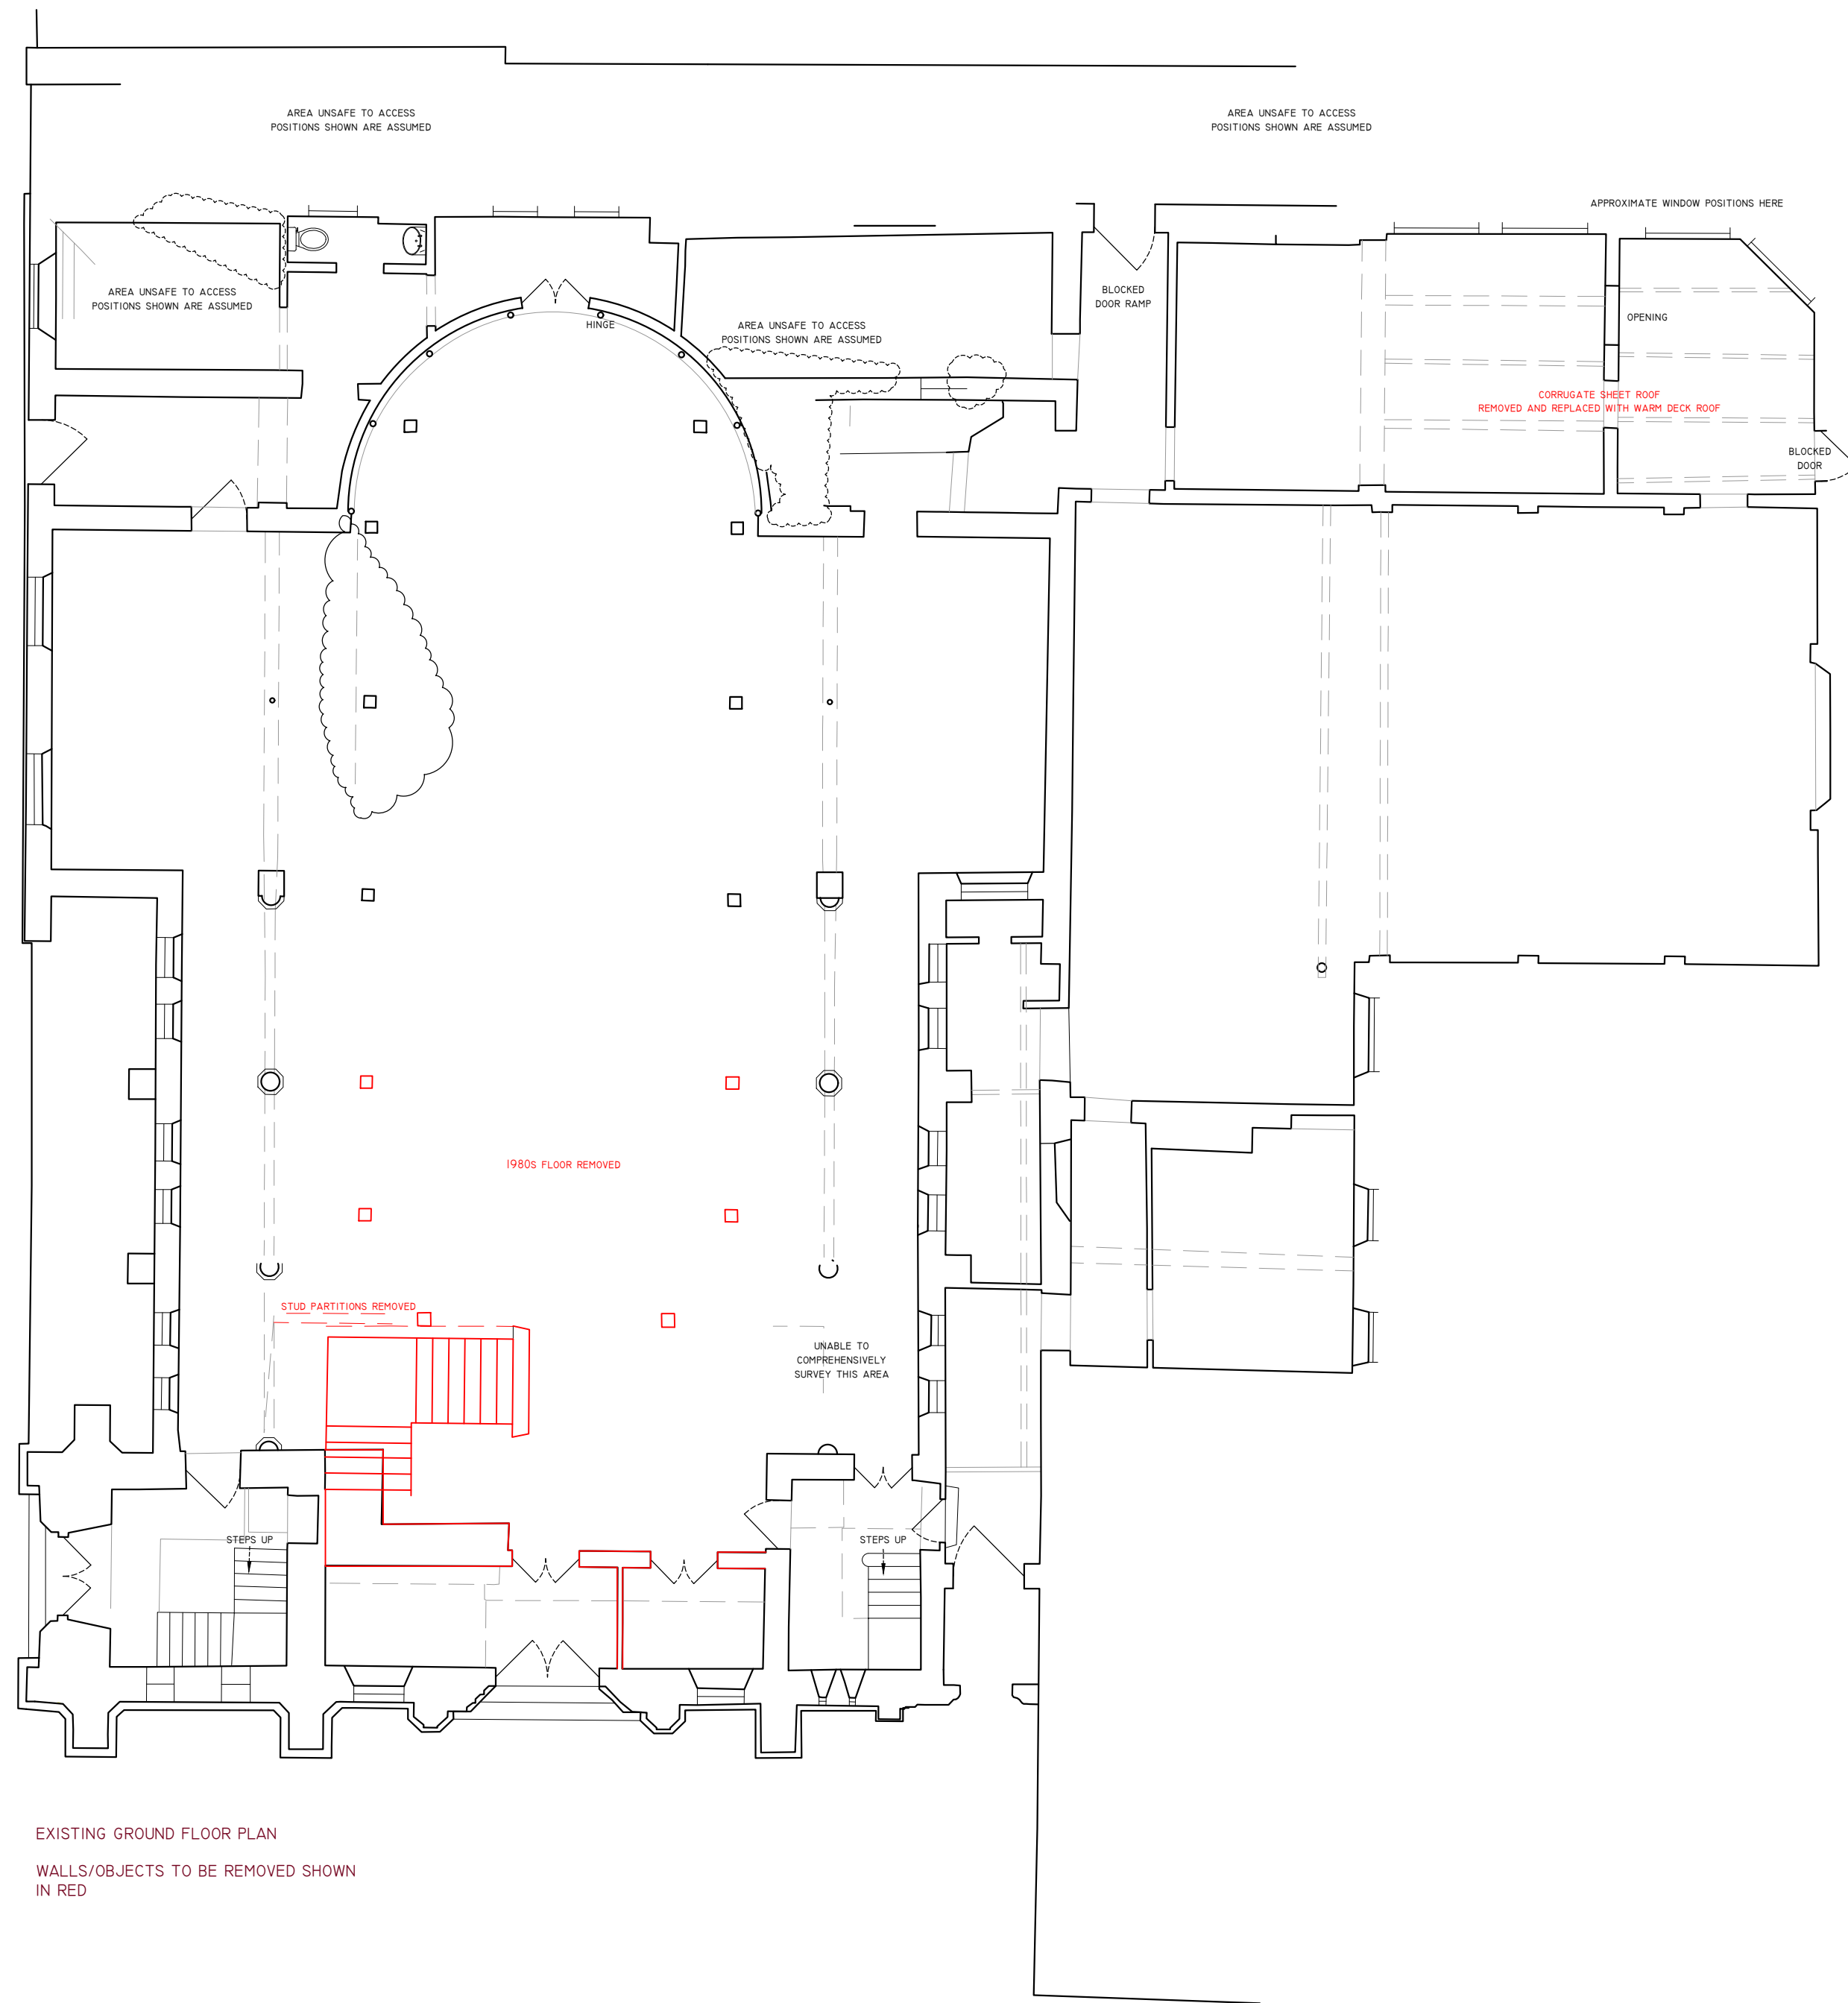 AREA UNSAFE TO ACCESS
POSITIONS SHOWN ARE ASSUMED
AREA UNSAFE TO ACCESS
POSITIONS SHOWN ARE ASSUMED
APPROXIMATE WINDOW POSITIONS HERE
AREA UNSAFE TO ACCESS
POSITIONS SHOWN ARE ASSUMED
BLOCKED
DOOR RAMP
HINGE
AREA UNSAFE TO ACCESS
POSITIONS SHOWN ARE ASSUMED
OPENING
CORRUGATE SHEET ROOF
REMOVED AND REPLACED WITH WARM DECK ROOF
BLOCKED
DOOR
1980S FLOOR REMOVED
STUD PARTITIONS REMOVED
UNABLE TO
COMPREHENSIVELY
SURVEY THIS AREA
STEPS UP
STEPS UP
EXISTING GROUND FLOOR PLAN
WALLS/OBJECTS TO BE REMOVED SHOWN
IN RED